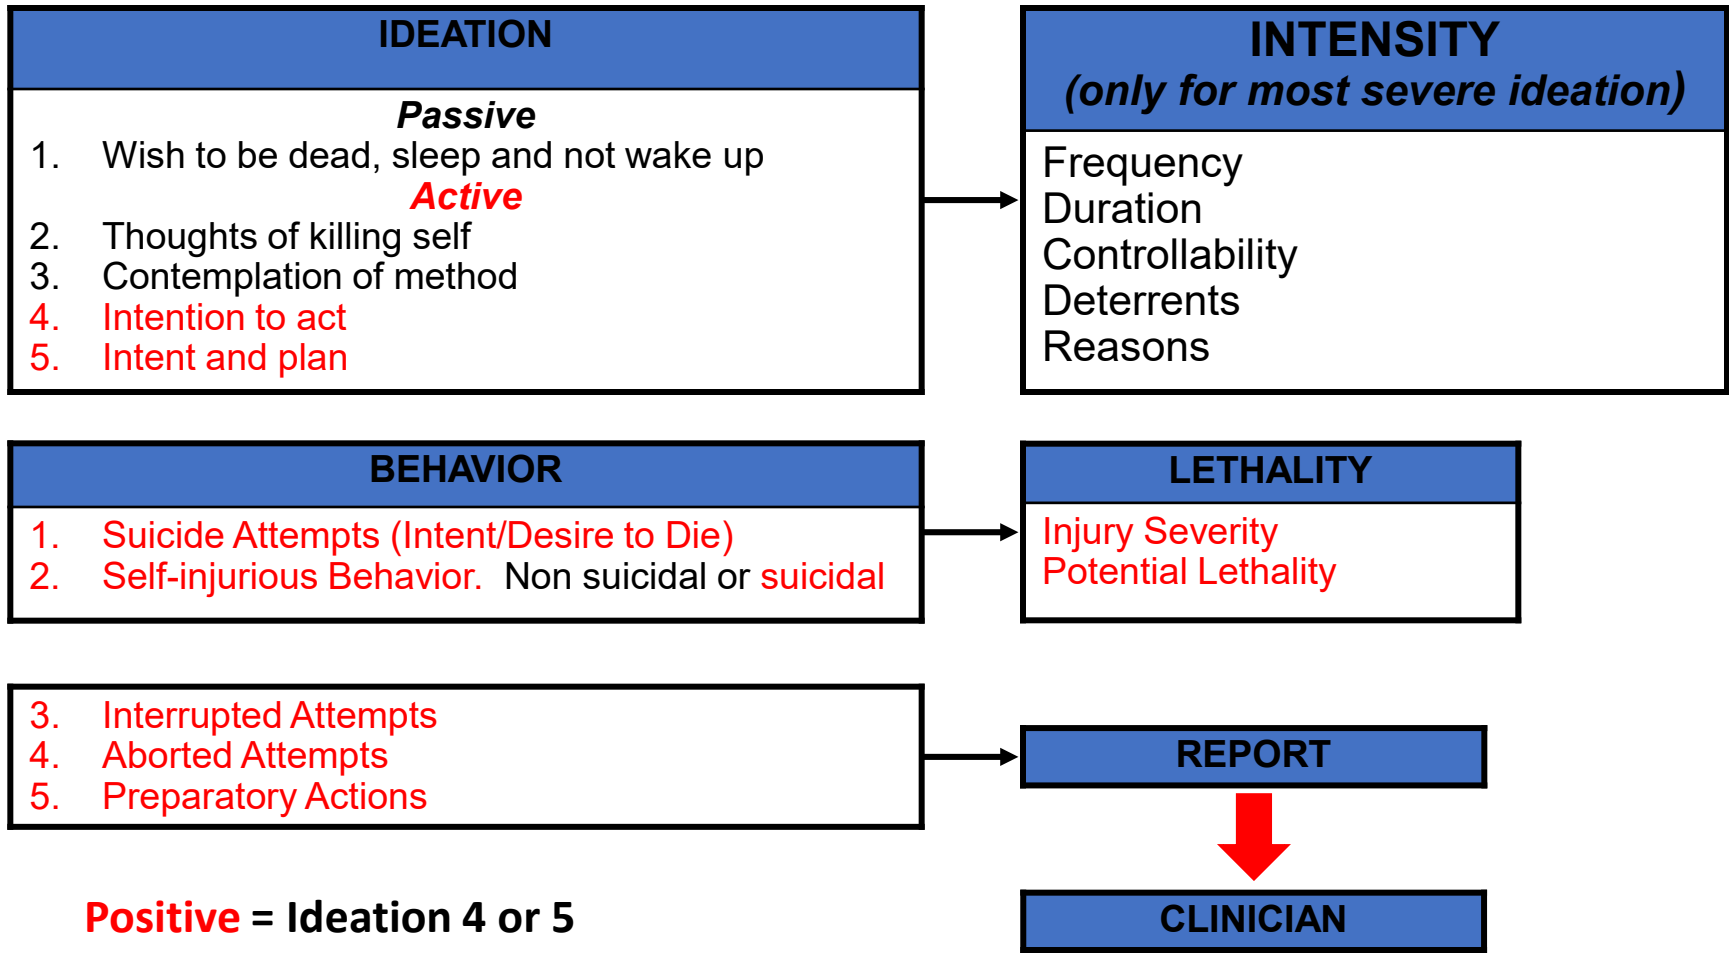 IDEATION
Passive
1. Wish to be dead, sleep and not wake up
Active
2. Thoughts of killing self
3. Contemplation of method
4. Intention to act
5. Intent and plan
INTENSITY
(only for most severe ideation)
Frequency
Duration
Controllability
Deterrents
Reasons
BEHAVIOR
1. Suicide Attempts (Intent/Desire to Die)
2. Self-injurious Behavior. Non suicidal or suicidal
LETHALITY
Injury Severity
Potential Lethality
3. Interrupted Attempts
4. Aborted Attempts
5. Preparatory Actions
REPORT
CLINICIAN
Positive = Ideation 4 or 5